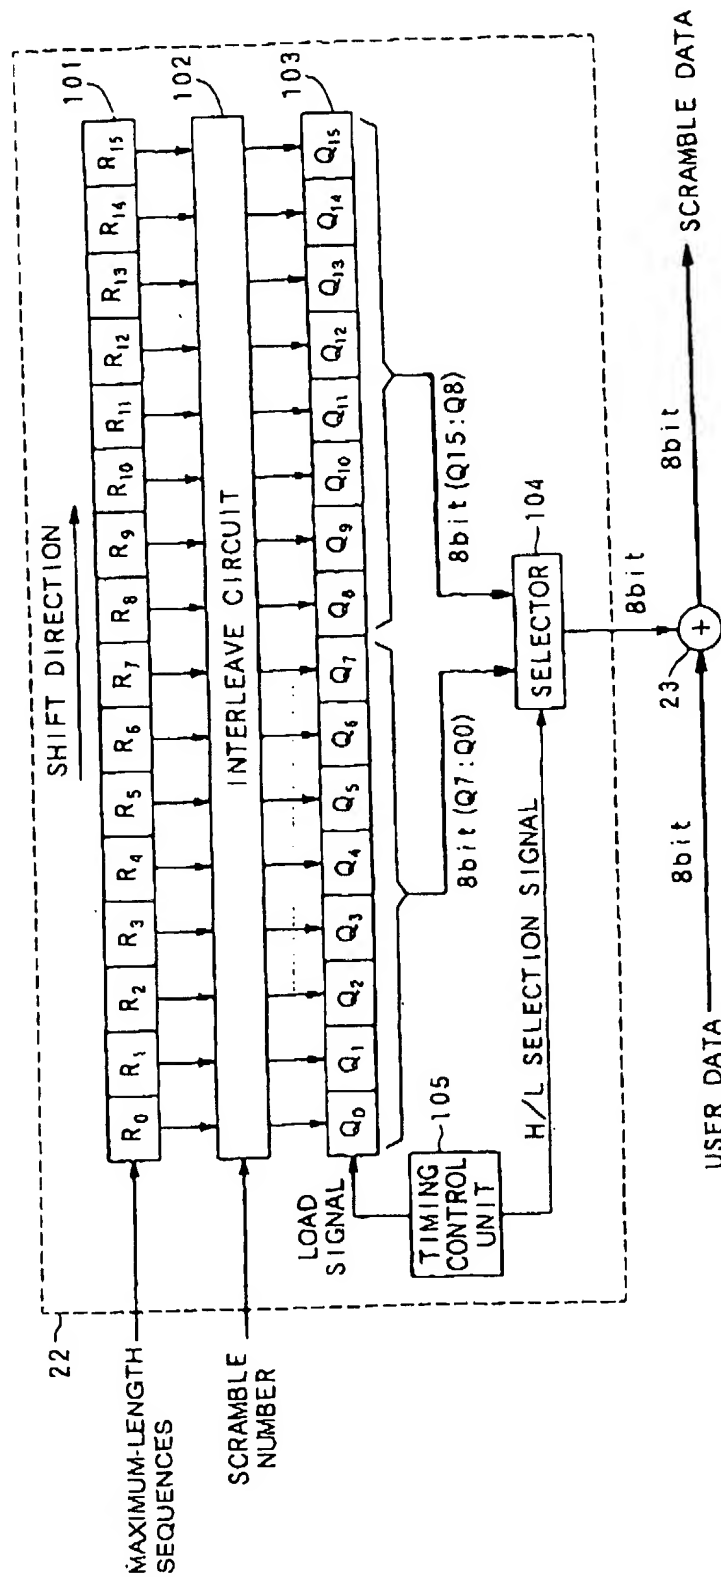 22
MAXIMUM-LENGTH
SEQUENCES
SHIFT DIRECTION
R0 R1 R2 R3 R4 R5 R6 R7 R8 R9 R10 R11 R12 R13 R14 R15
101
SCRAMBLE
NUMBER
INTERLEAVE CIRCUIT
102
LOAD
SIGNAL
Q0 Q1 Q2 Q3 Q4 Q5 Q6 Q7 Q8 Q9 Q10 Q11 Q12 Q13 Q14 Q15
103
105
TIMING
CONTROL
UNIT
8bit(Q7:Q0)
8bit(Q15:Q8)
H/L SELECTION SIGNAL
SELECTOR
104
8bit
USER DATA
8bit
23
+
8bit
SCRAMBLE DATA